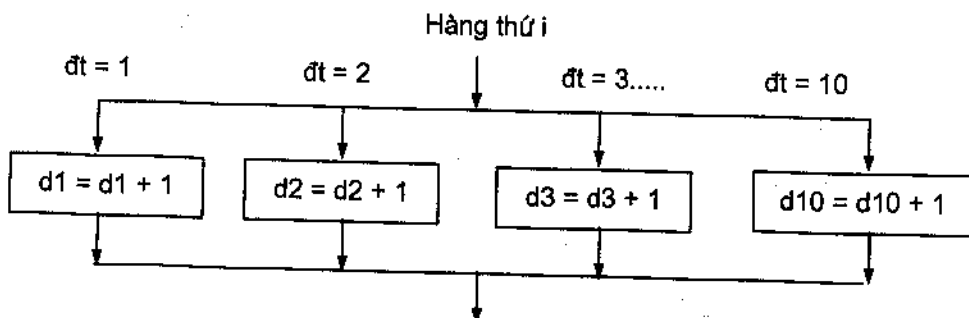 Hàng thứ i
đt = 1
đt = 2
đt = 3.....
đt = 10
d1 = d1 + 1
d2 = d2 + 1
d3 = d3 + 1
d10 = d10 + 1